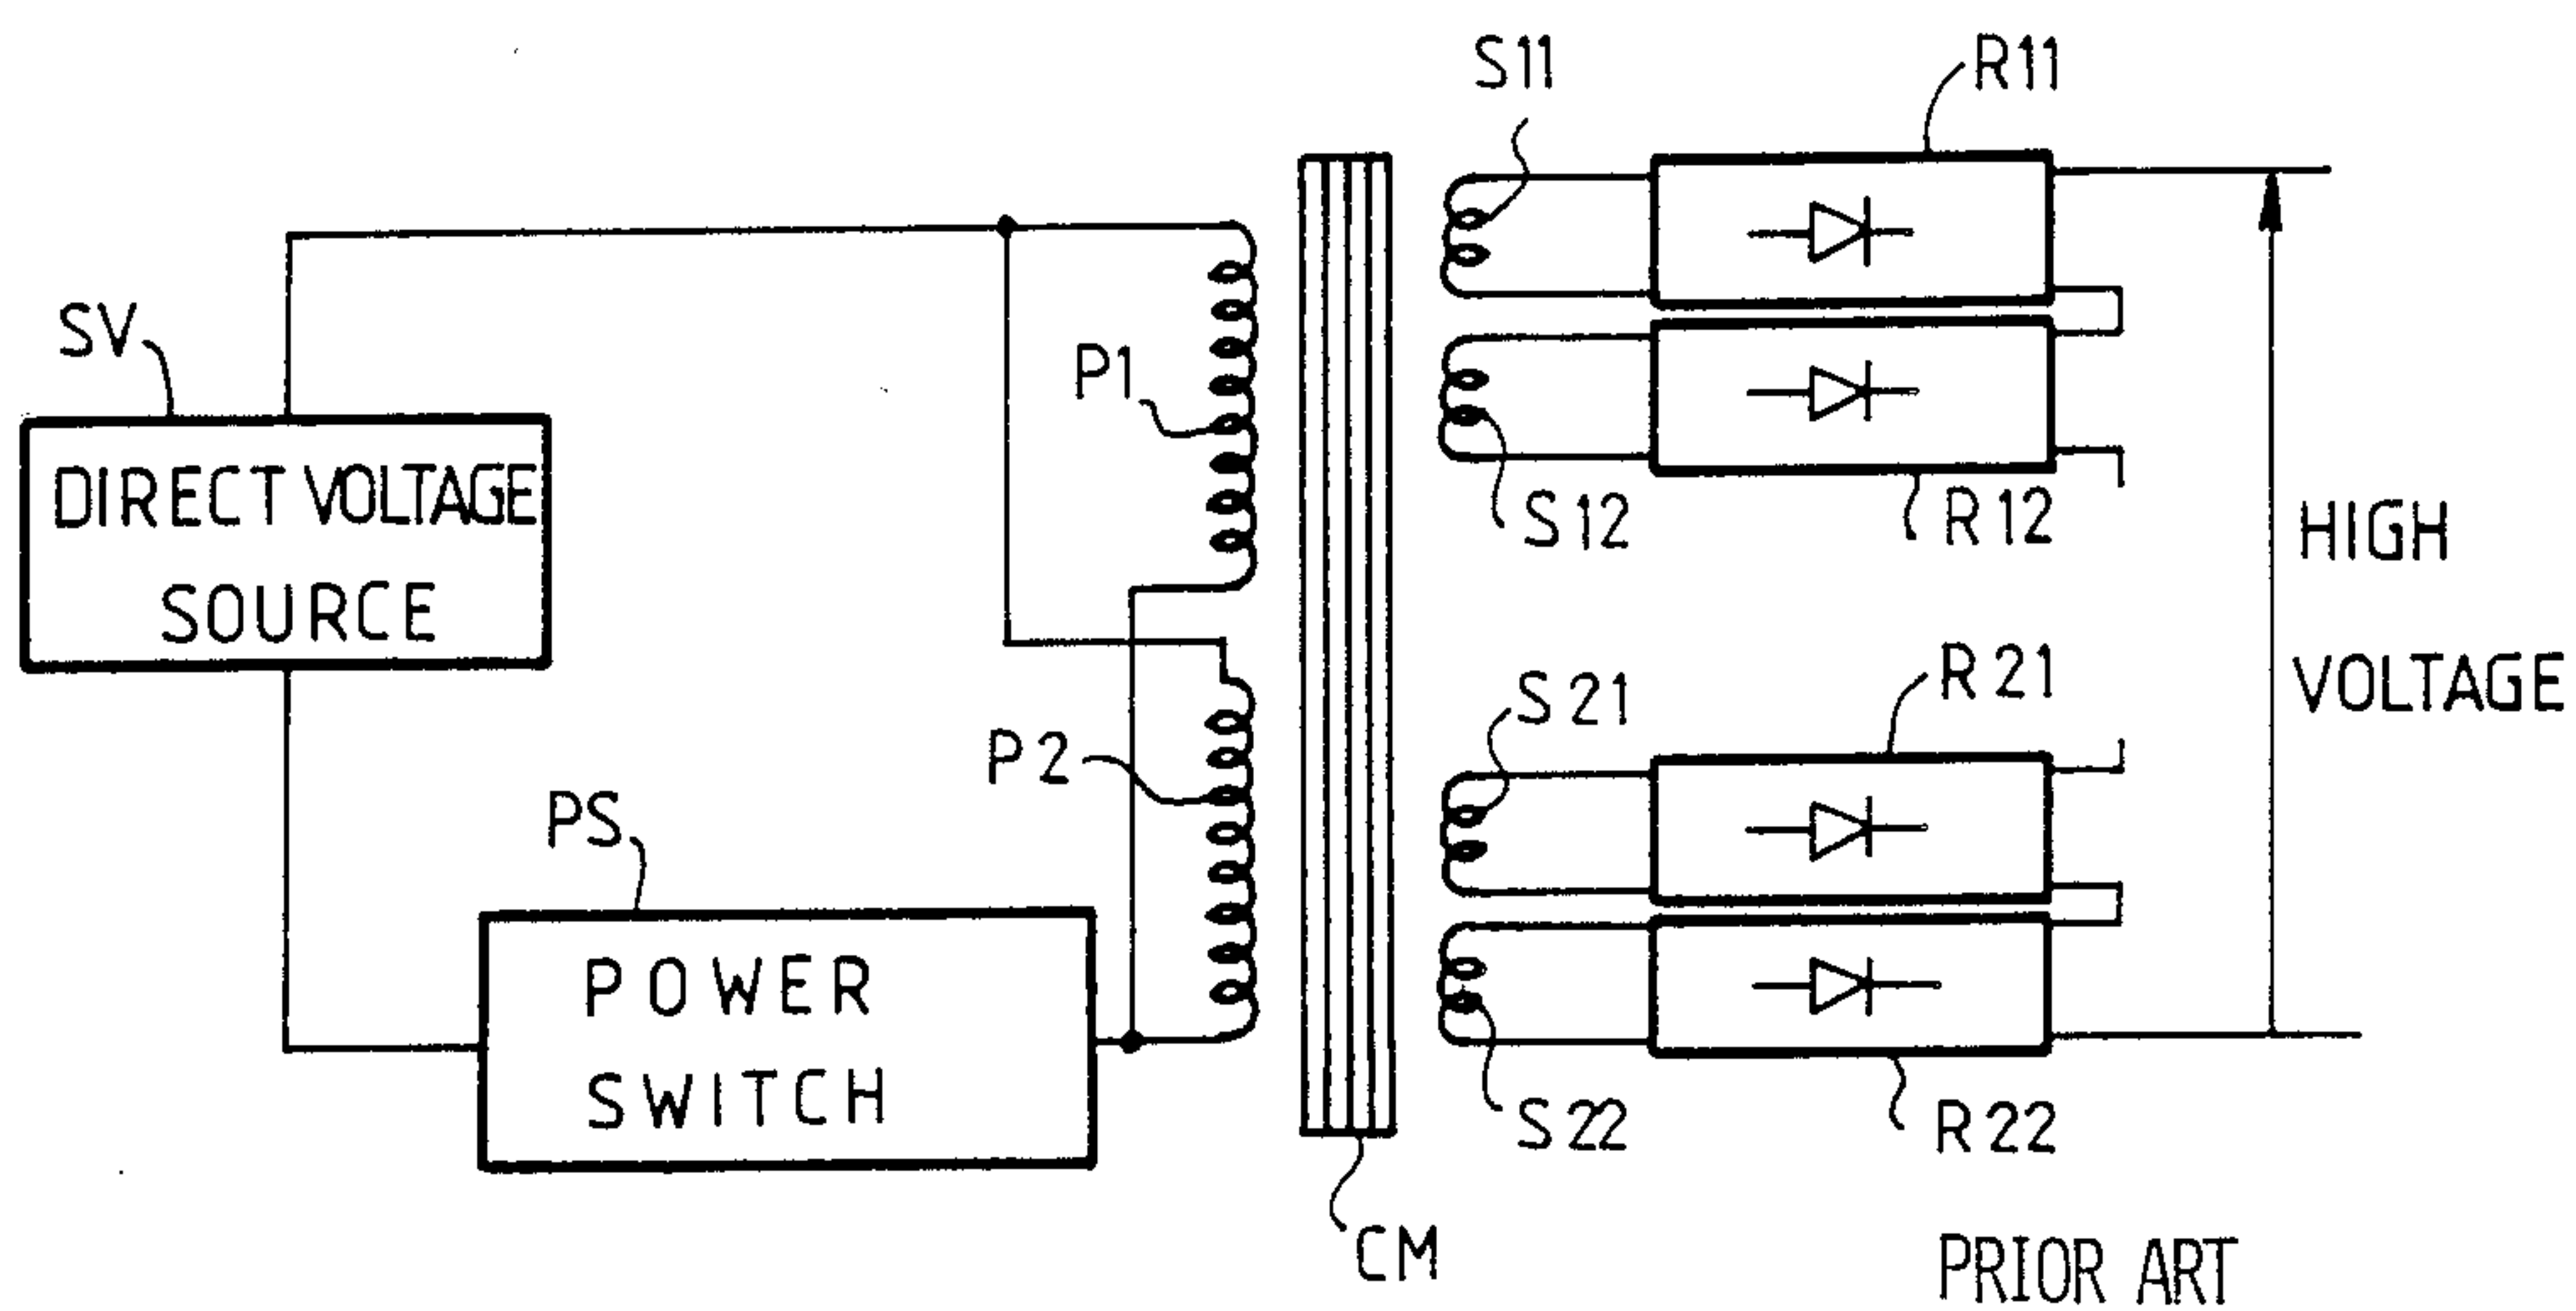 S11
R11
SV
P1
DIRECT VOLTAGE
SOURCE
S12
R12
HIGH
VOLTAGE
S21
R21
P2
PS
POWER
SWITCH
S22
R22
CM
PRIOR ART